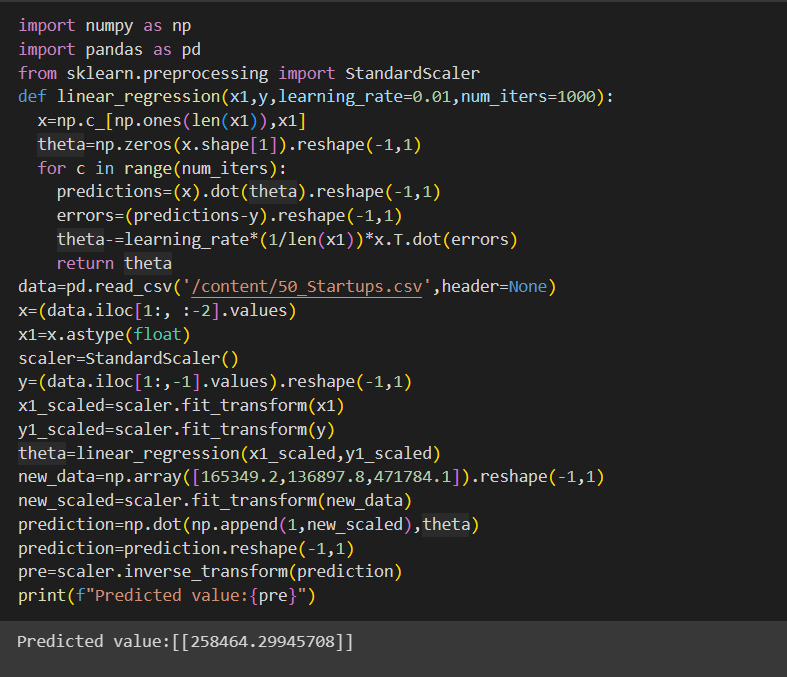 import numpy as np
import pandas as pd
from sklearn.preprocessing import StandardScaler
def linear_regression(x1,y,learning_rate=0.01,num_iters=1000):
  x=np.c_[np.ones(len(x1)),x1]
  theta=np.zeros(x.shape[1]).reshape(-1,1)
  for c in range(num_iters):
    predictions=(x).dot(theta).reshape(-1,1)
    errors=(predictions-y).reshape(-1,1)
    theta-=learning_rate*(1/len(x1))*x.T.dot(errors)
    return theta
data=pd.read_csv('/content/50_Startups.csv',header=None)
x=(data.iloc[1:, :-2].values)
x1=x.astype(float)
scaler=StandardScaler()
y=(data.iloc[1:,-1].values).reshape(-1,1)
x1_scaled=scaler.fit_transform(x1)
y1_scaled=scaler.fit_transform(y)
theta=linear_regression(x1_scaled,y1_scaled)
new_data=np.array([165349.2,136897.8,471784.1]).reshape(-1,1)
new_scaled=scaler.fit_transform(new_data)
prediction=np.dot(np.append(1,new_scaled),theta)
prediction=prediction.reshape(-1,1)
pre=scaler.inverse_transform(prediction)
print(f"Predicted value:{pre}")
Predicted value:[[258464.29945708]]